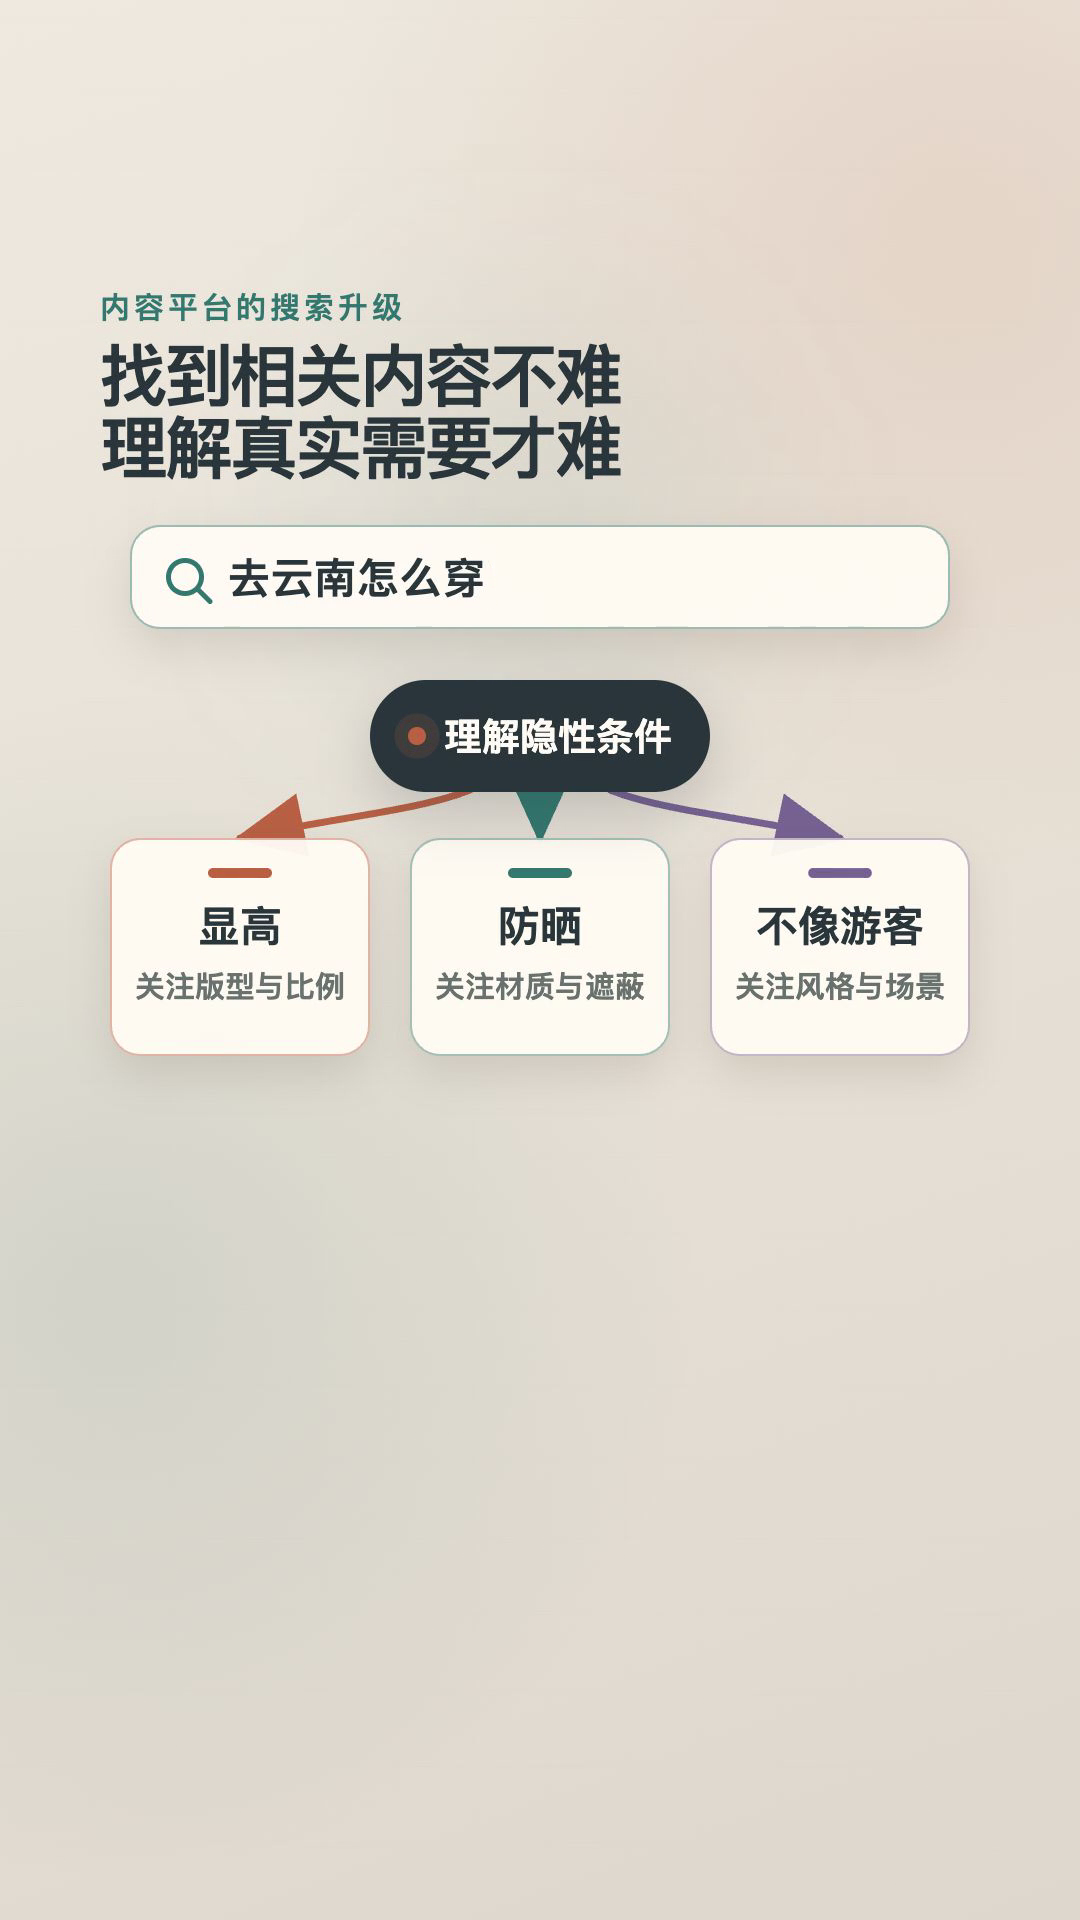 内容平台的搜索升级
找到相关内容不难
理解真实需要才难
去云南怎么穿
理解隐性条件
显高
关注版型与比例
防晒
关注材质与遮蔽
不像游客
关注风格与场景